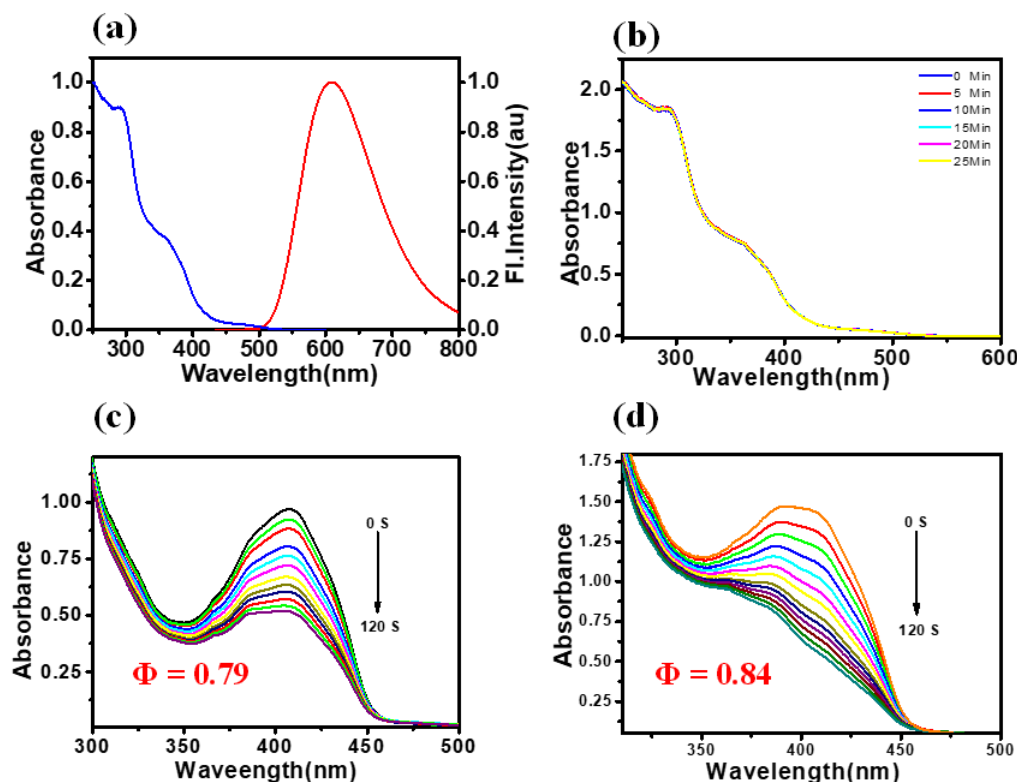 (a)
1.0
0.8
0.6
0.4
0.2
0.0
Absorbance
1.0
0.8
0.6
0.4
0.2
0.0
Fl.Intensity(au)
300 400 500 600 700 800
Wavelength(nm)
(b)
2.0
1.5
1.0
0.5
0.0
Absorbance
0 Min
5 Min
10Min
15Min
20Min
25Min
300 400 500 600
Wavelength(nm)
(c)
1.00
0.75
0.50
0.25
Absorbance
0 S
120 S
Φ = 0.79
300 350 400 450 500
Waveength(nm)
(d)
1.75
1.50
1.25
1.00
0.75
0.50
0.25
Absorbance
0 S
120 S
Φ = 0.84
350 400 450 500
Waveength(nm)